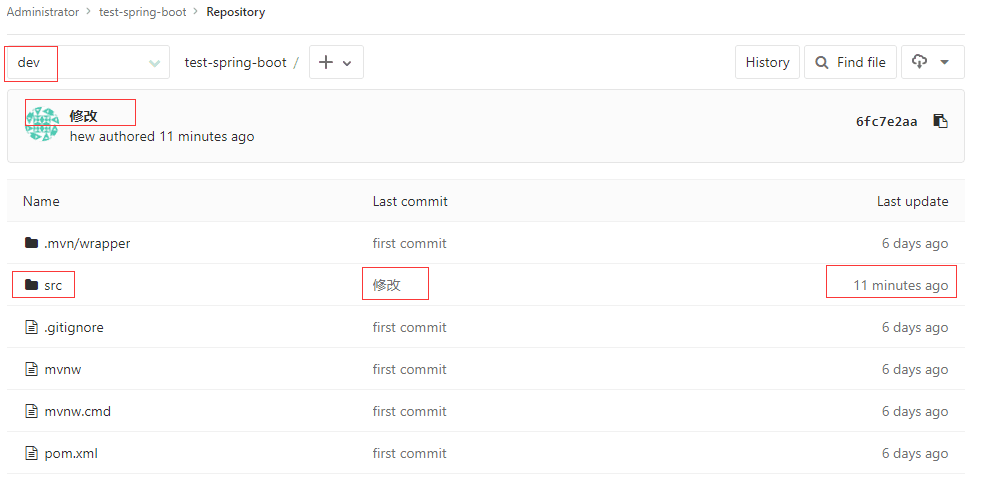 Administrator > test-spring-boot > Repository
dev test-spring-boot / + History Find file
修改
hew authored 11 minutes ago 6fc7e2aa
Name Last commit Last update
.mvn/wrapper first commit 6 days ago
src 修改 11 minutes ago
.gitignore first commit 6 days ago
mvnw first commit 6 days ago
mvnw.cmd first commit 6 days ago
pom.xml first commit 6 days ago